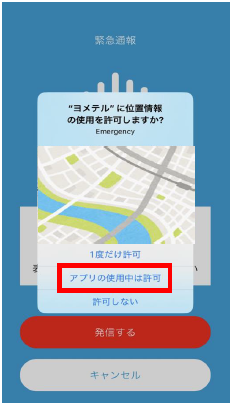 緊急通報
“ヨメテル”に位置情報
の使用を許可しますか?
Emergency
1度だけ許可
アプリの使用中は許可
許可しない
い
発信する
キャンセル